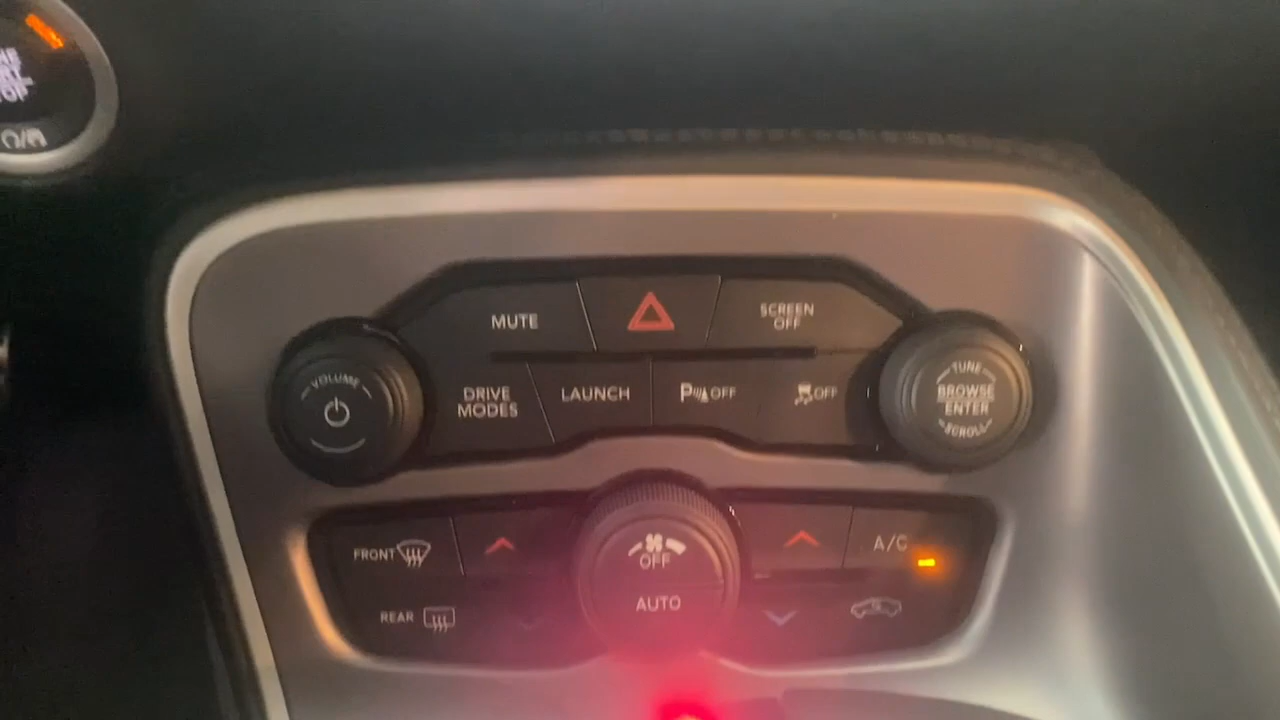 MUTE
SCREEN
OFF
VOLUME
DRIVE
MODES
LAUNCH
P OFF
OFF
TUNE
BROWSE
ENTER
SCROLL
FRONT
OFF
A/C
REAR
AUTO